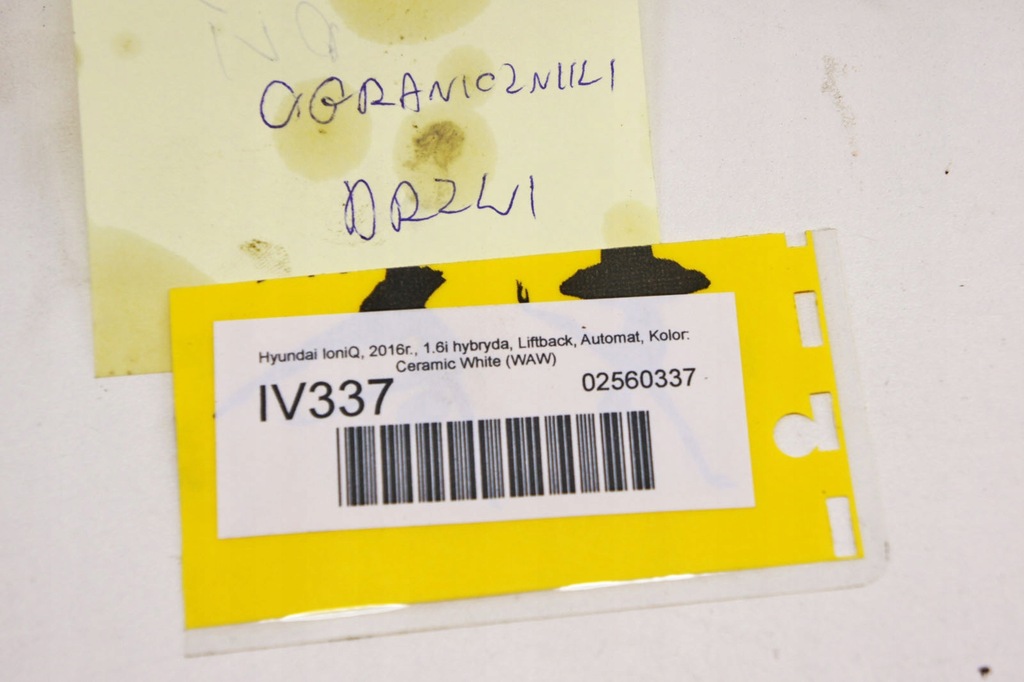 OGRANICZNIKI
DRZWI
Hyundai IoniQ, 2016r., 1.6i hybryda, Liftback, Automat, Kolor:
Ceramic White (WAW)
IV337
02560337